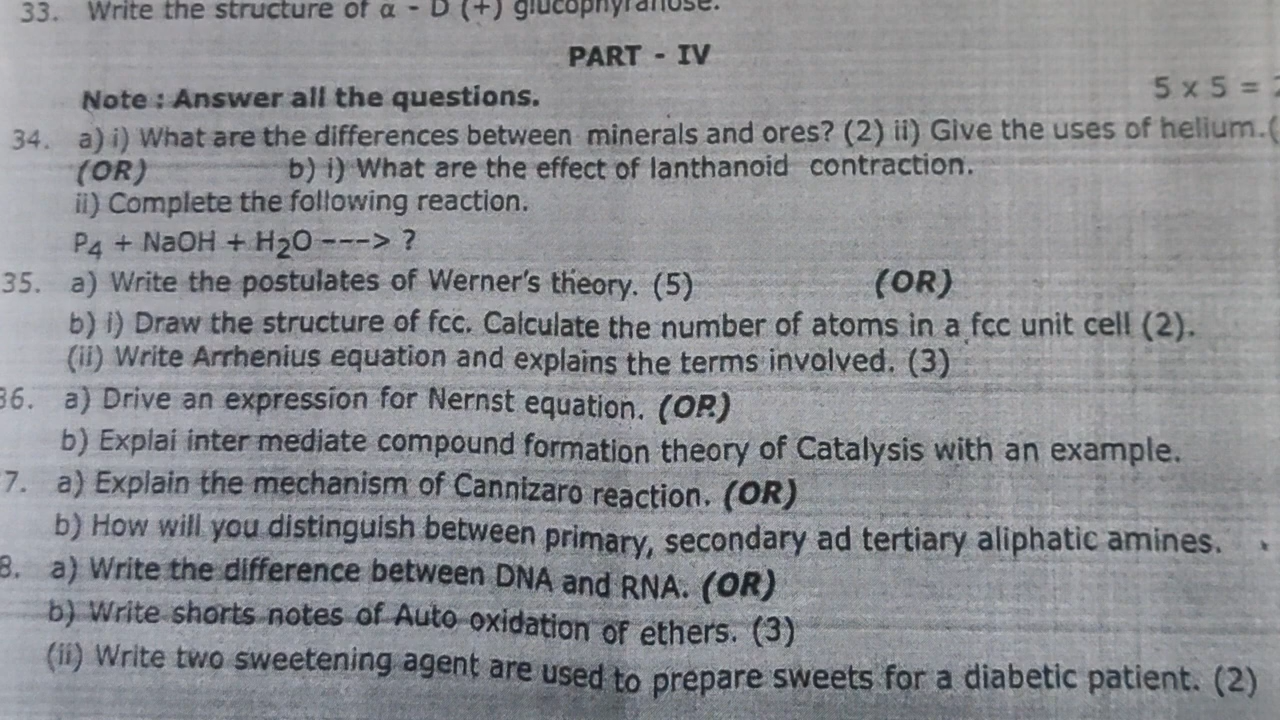 33. Write the structure of α - D (+) glucophyranose.
PART - IV
Note : Answer all the questions. 5 x 5 =
34. a) i) What are the differences between minerals and ores? (2) ii) Give the uses of helium.(
(OR) b) i) What are the effect of lanthanoid contraction.
ii) Complete the following reaction.
P₄ + NaOH + H₂O ---> ?
35. a) Write the postulates of Werner's theory. (5) (OR)
b) i) Draw the structure of fcc. Calculate the number of atoms in a fcc unit cell (2).
(ii) Write Arrhenius equation and explains the terms involved. (3)
36. a) Drive an expression for Nernst equation. (OR)
b) Explai inter mediate compound formation theory of Catalysis with an example.
7. a) Explain the mechanism of Cannizaro reaction. (OR)
b) How will you distinguish between primary, secondary ad tertiary aliphatic amines.
8. a) Write the difference between DNA and RNA. (OR)
b) Write shorts notes of Auto oxidation of ethers. (3)
(ii) Write two sweetening agent are used to prepare sweets for a diabetic patient. (2)